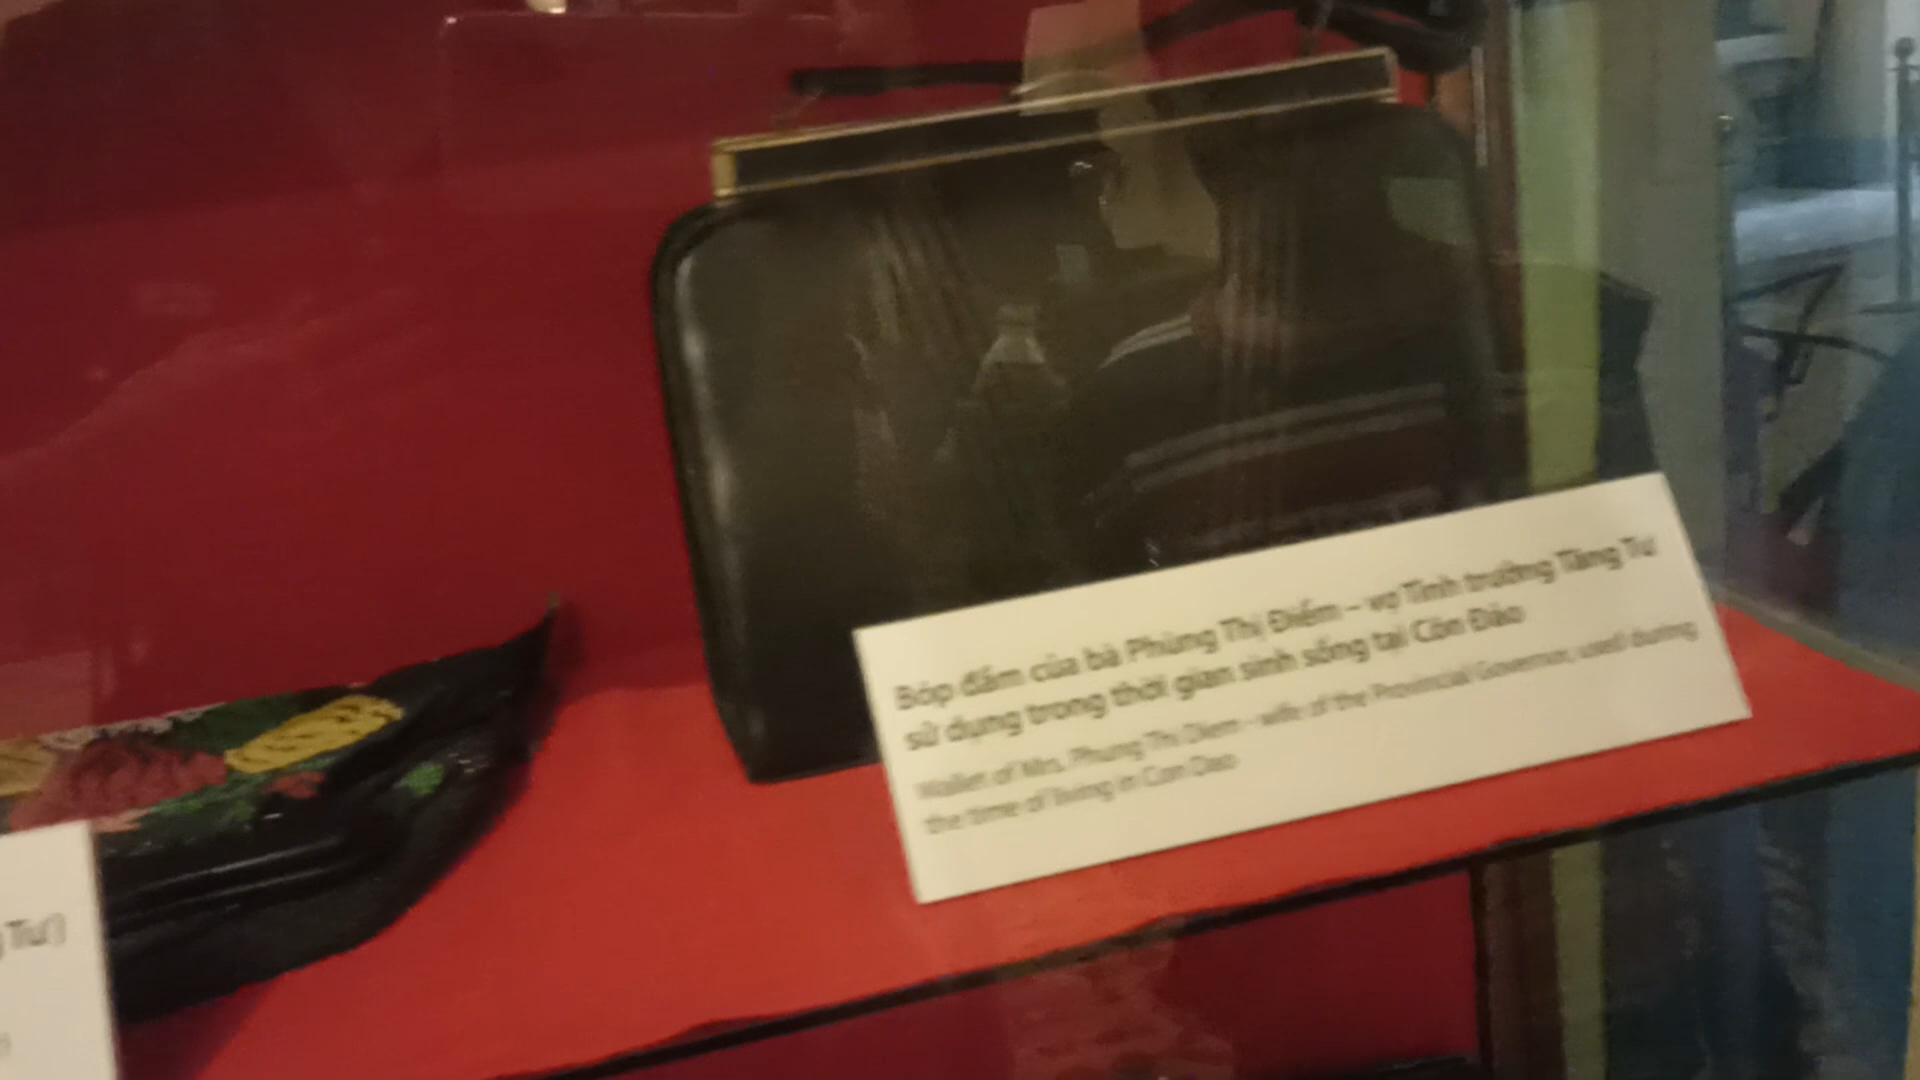 Bóp đầm của bà Phùng Thị Điểm – vợ Tỉnh trưởng Tăng Tư
sử dụng trong thời gian sinh sống tại Côn Đảo
Wallet of Mrs. Phung Thi Diem - wife of the Provincial Governor, used during
the time of living in Con Dao
Tư)